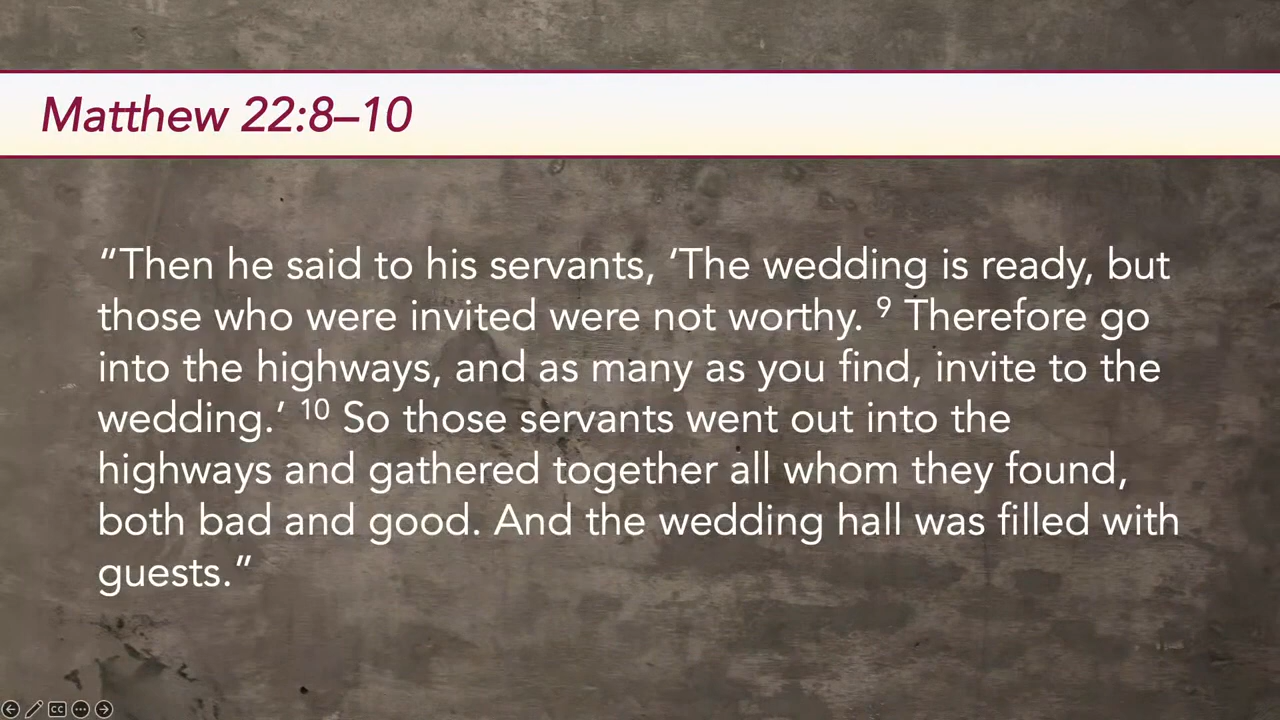 Matthew 22:8–10
“Then he said to his servants, ‘The wedding is ready, but
those who were invited were not worthy. ⁹ Therefore go
into the highways, and as many as you find, invite to the
wedding.’ ¹⁰ So those servants went out into the
highways and gathered together all whom they found,
both bad and good. And the wedding hall was filled with
guests.”
CC